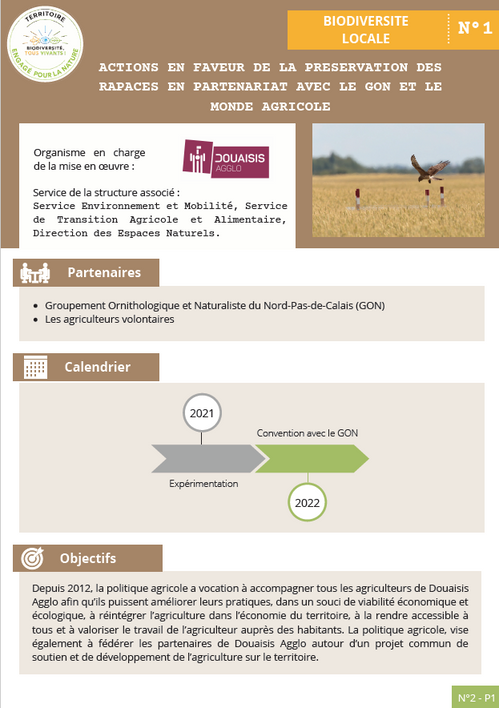 TERRITOIRE
BIODIVERSITÉ,
TOUS VIVANTS !
ENGAGÉ POUR LA NATURE
BIODIVERSITE
LOCALE
N°1
ACTIONS EN FAVEUR DE LA PRESERVATION DES
RAPACES EN PARTENARIAT AVEC LE GON ET LE
MONDE AGRICOLE
Organisme en charge
de la mise en œuvre :
DOUAISIS
AGGLO
Service de la structure associé :
Service Environnement et Mobilité, Service
de Transition Agricole et Alimentaire,
Direction des Espaces Naturels.
Partenaires
• Groupement Ornithologique et Naturaliste du Nord-Pas-de-Calais (GON)
• Les agriculteurs volontaires
Calendrier
2021
Convention avec le GON
Expérimentation
2022
Objectifs
Depuis 2012, la politique agricole a vocation à accompagner tous les agriculteurs de Douaisis
Agglo afin qu'ils puissent améliorer leurs pratiques, dans un souci de viabilité économique et
écologique, à réintégrer l'agriculture dans l'économie du territoire, à la rendre accessible à
tous et à valoriser le travail de l'agriculteur auprès des habitants. La politique agricole, vise
également à fédérer les partenaires de Douaisis Agglo autour d'un projet commun de
soutien et de développement de l'agriculture sur le territoire.
N°2 - P1